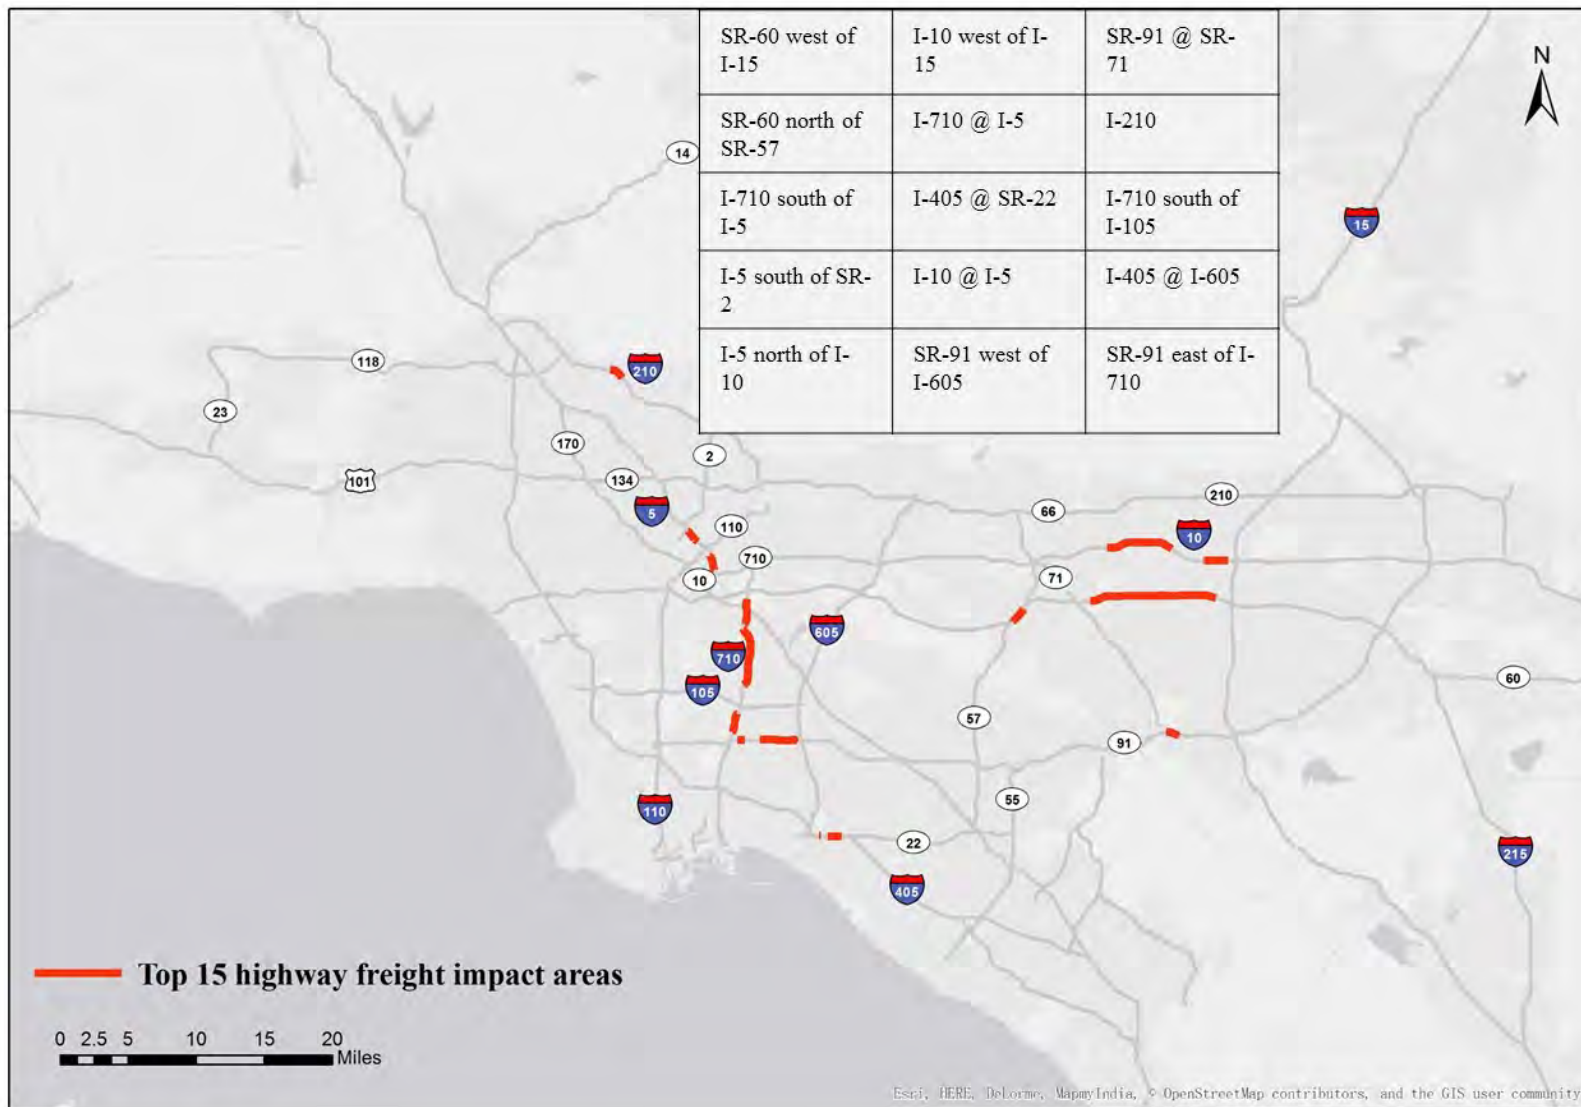 SR-60 west of
I-15
I-10 west of I-
15
SR-91 @ SR-
71
SR-60 north of
SR-57
I-710 @ I-5
I-210
I-710 south of
I-5
I-405 @ SR-22
I-710 south of
I-105
I-5 south of SR-
2
I-10 @ I-5
I-405 @ I-605
I-5 north of I-
10
SR-91 west of
I-605
SR-91 east of I-
710
N
14
15
118
210
23
170
2
101
134
5
110
66
210
10
710
10
71
605
710
105
60
57
91
55
110
22
215
405
Top 15 highway freight impact areas
0 2.5 5 10 15 20
Miles
Esri, HERE, DeLorme, MapmyIndia, © OpenStreetMap contributors, and the GIS user community